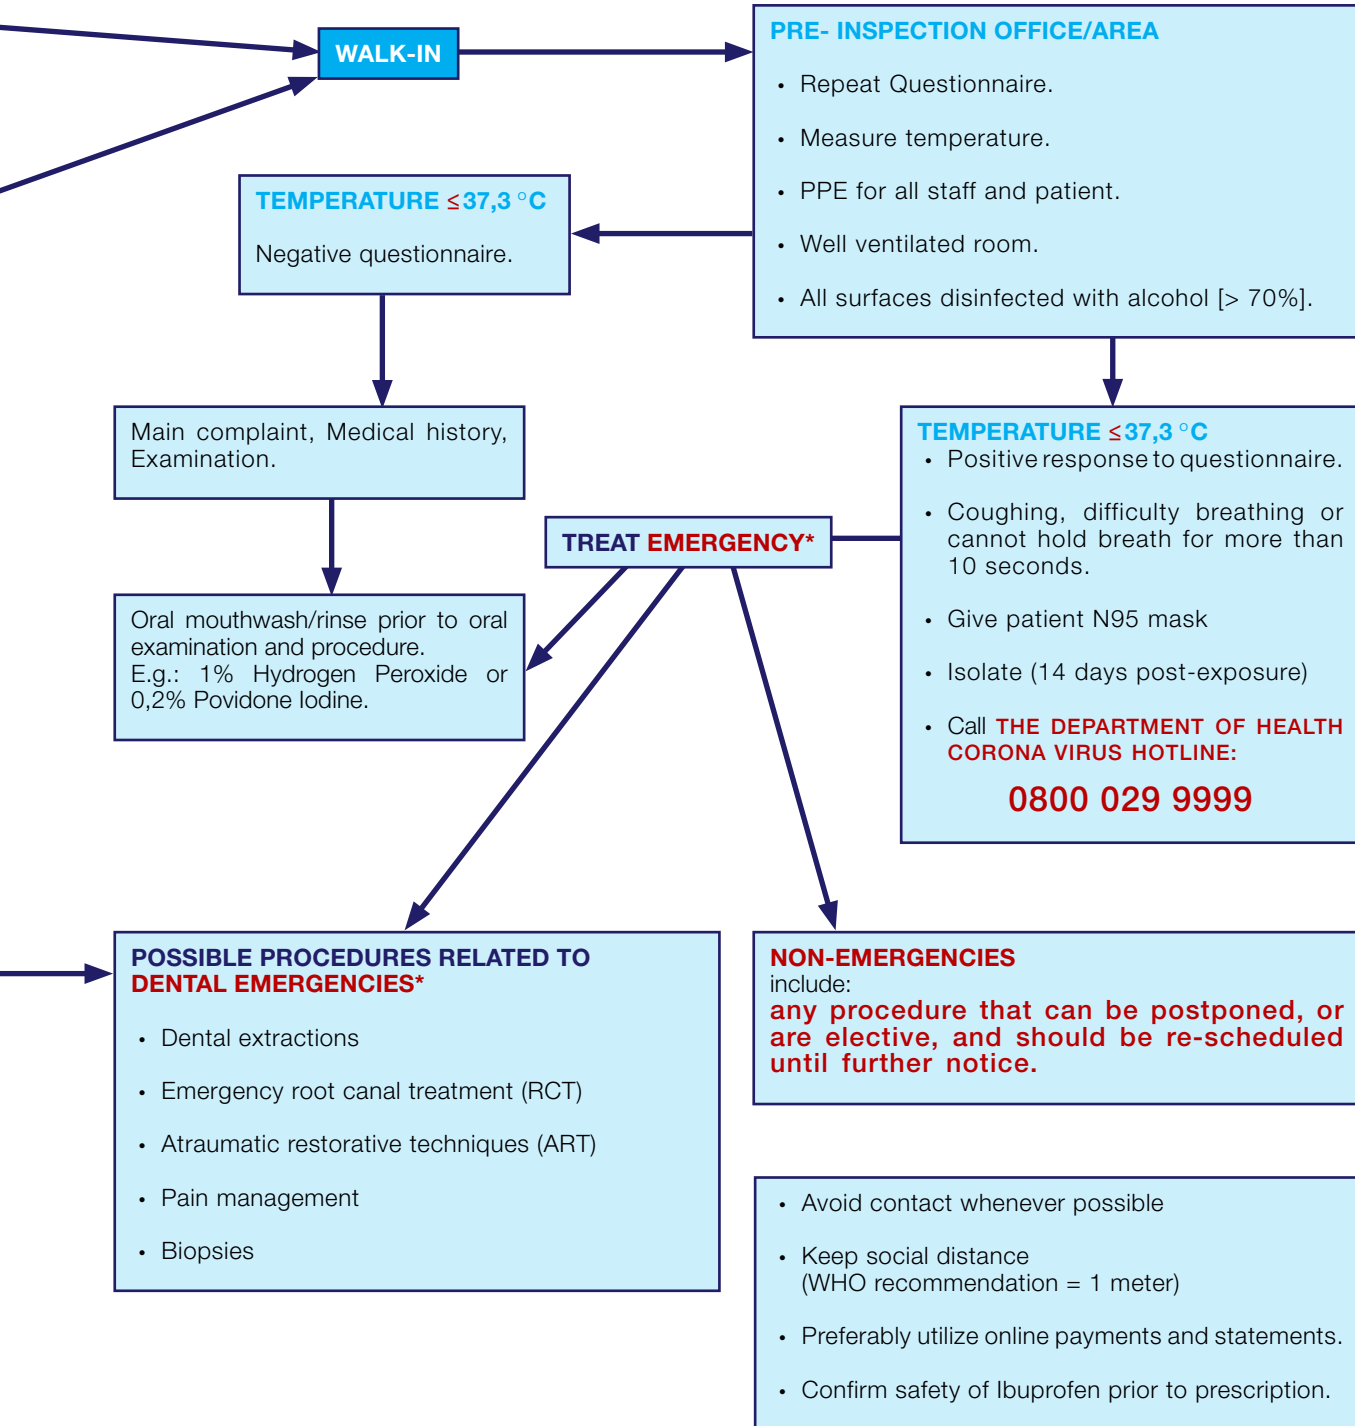 WALK-IN
PRE- INSPECTION OFFICE/AREA
• Repeat Questionnaire.
• Measure temperature.
• PPE for all staff and patient.
• Well ventilated room.
• All surfaces disinfected with alcohol [> 70%].
TEMPERATURE ≤37,3 °C
Negative questionnaire.
Main complaint, Medical history,
Examination.
TEMPERATURE ≤37,3 °C
• Positive response to questionnaire.
• Coughing, difficulty breathing or
cannot hold breath for more than
10 seconds.
• Give patient N95 mask
• Isolate (14 days post-exposure)
• Call THE DEPARTMENT OF HEALTH
CORONA VIRUS HOTLINE:
0800 029 9999
TREAT EMERGENCY*
Oral mouthwash/rinse prior to oral
examination and procedure.
E.g.: 1% Hydrogen Peroxide or
0,2% Povidone Iodine.
POSSIBLE PROCEDURES RELATED TO
DENTAL EMERGENCIES*
• Dental extractions
• Emergency root canal treatment (RCT)
• Atraumatic restorative techniques (ART)
• Pain management
• Biopsies
NON-EMERGENCIES
include:
any procedure that can be postponed, or
are elective, and should be re-scheduled
until further notice.
• Avoid contact whenever possible
• Keep social distance
(WHO recommendation = 1 meter)
• Preferably utilize online payments and statements.
• Confirm safety of Ibuprofen prior to prescription.